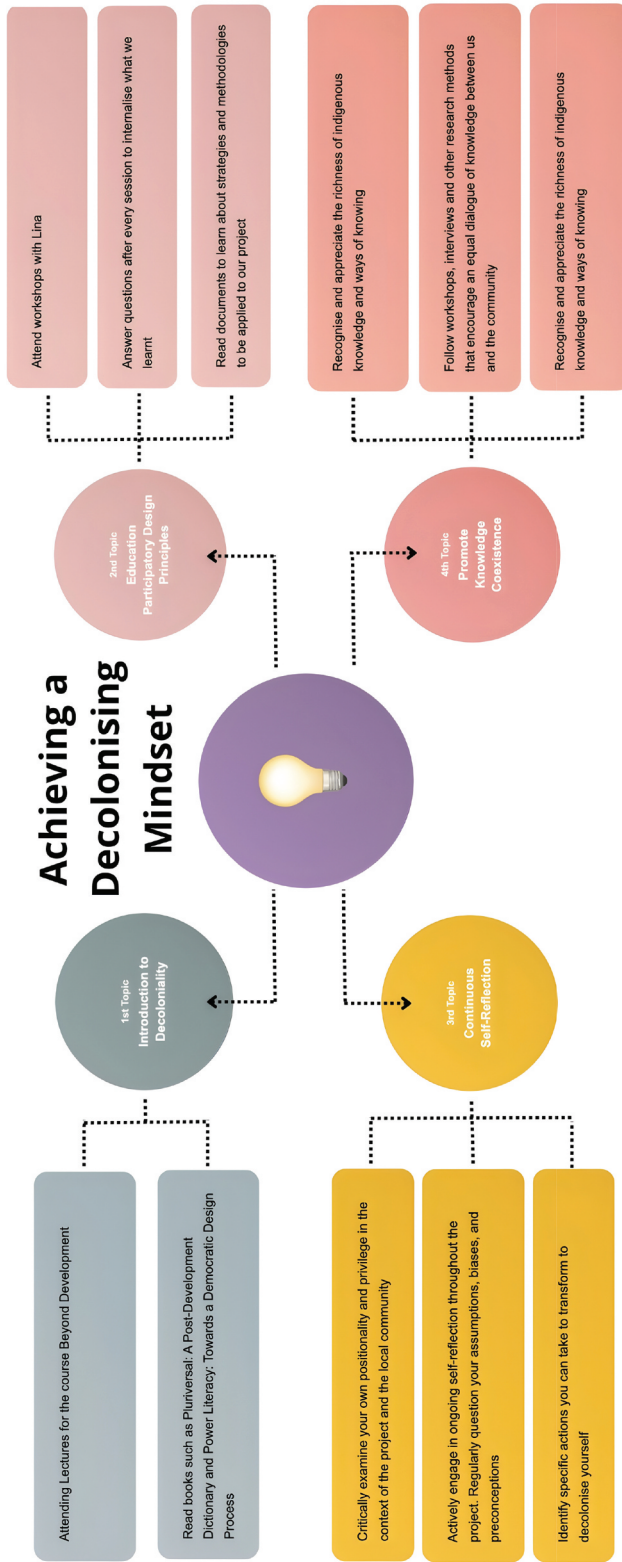 Achieving a
Decolonising
Mindset
1st Topic
Introduction to
Decoloniality
Attending Lectures for the course Beyond Development
Read books such as Pluriversal: A Post-Development
Dictionary and Power Literacy: Towards a Democratic Design
Process
2nd Topic
Education
Participatory Design
Principles
Attend workshops with Lina
Answer questions after every session to internalise what we
learnt
Read documents to learn about strategies and methodologies
to be applied to our project
3rd Topic
Continuous
Self-Reflection
Critically examine your own positionality and privilege in the
context of the project and the local community
Actively engage in ongoing self-reflection throughout the
project. Regularly question your assumptions, biases, and
preconceptions
Identify specific actions you can take to transform to
decolonise yourself
4th Topic
Promote
Knowledge
Coexistence
Recognise and appreciate the richness of indigenous
knowledge and ways of knowing
Follow workshops, interviews and other research methods
that encourage an equal dialogue of knowledge between us
and the community
Recognise and appreciate the richness of indigenous
knowledge and ways of knowing